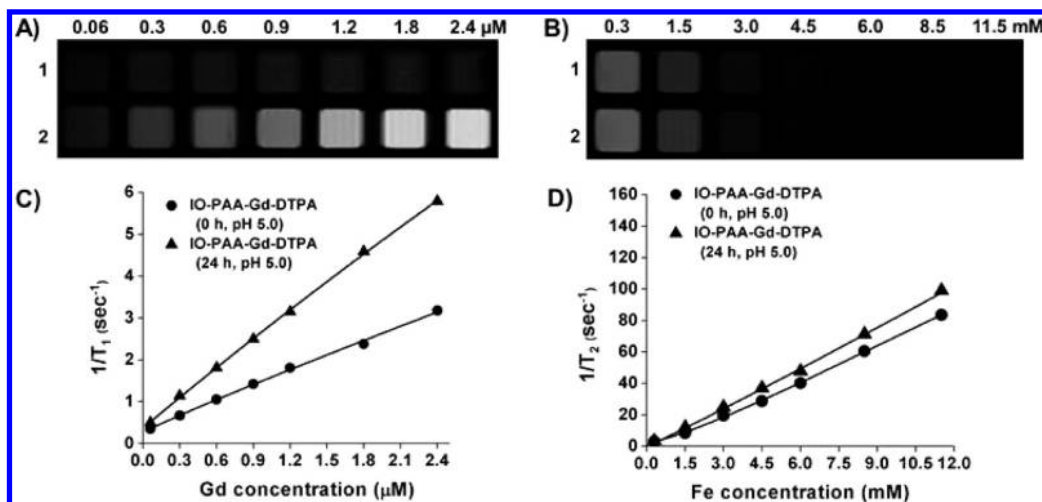 A) 0.06 0.3 0.6 0.9 1.2 1.8 2.4 μM
1
2
B) 0.3 1.5 3.0 4.5 6.0 8.5 11.5 mM
1
2
C)
6
5
4
3
2
1
0
1/T1 (sec-1)
IO-PAA-Gd-DTPA
(0 h, pH 5.0)
IO-PAA-Gd-DTPA
(24 h, pH 5.0)
0.0 0.3 0.6 0.9 1.2 1.5 1.8 2.1 2.4
Gd concentration (μM)
D)
160
140
120
100
80
60
40
20
0
1/T2 (sec-1)
IO-PAA-Gd-DTPA
(0 h, pH 5.0)
IO-PAA-Gd-DTPA
(24 h, pH 5.0)
0.0 1.5 3.0 4.5 6.0 7.5 9.0 10.5 12.0
Fe concentration (mM)